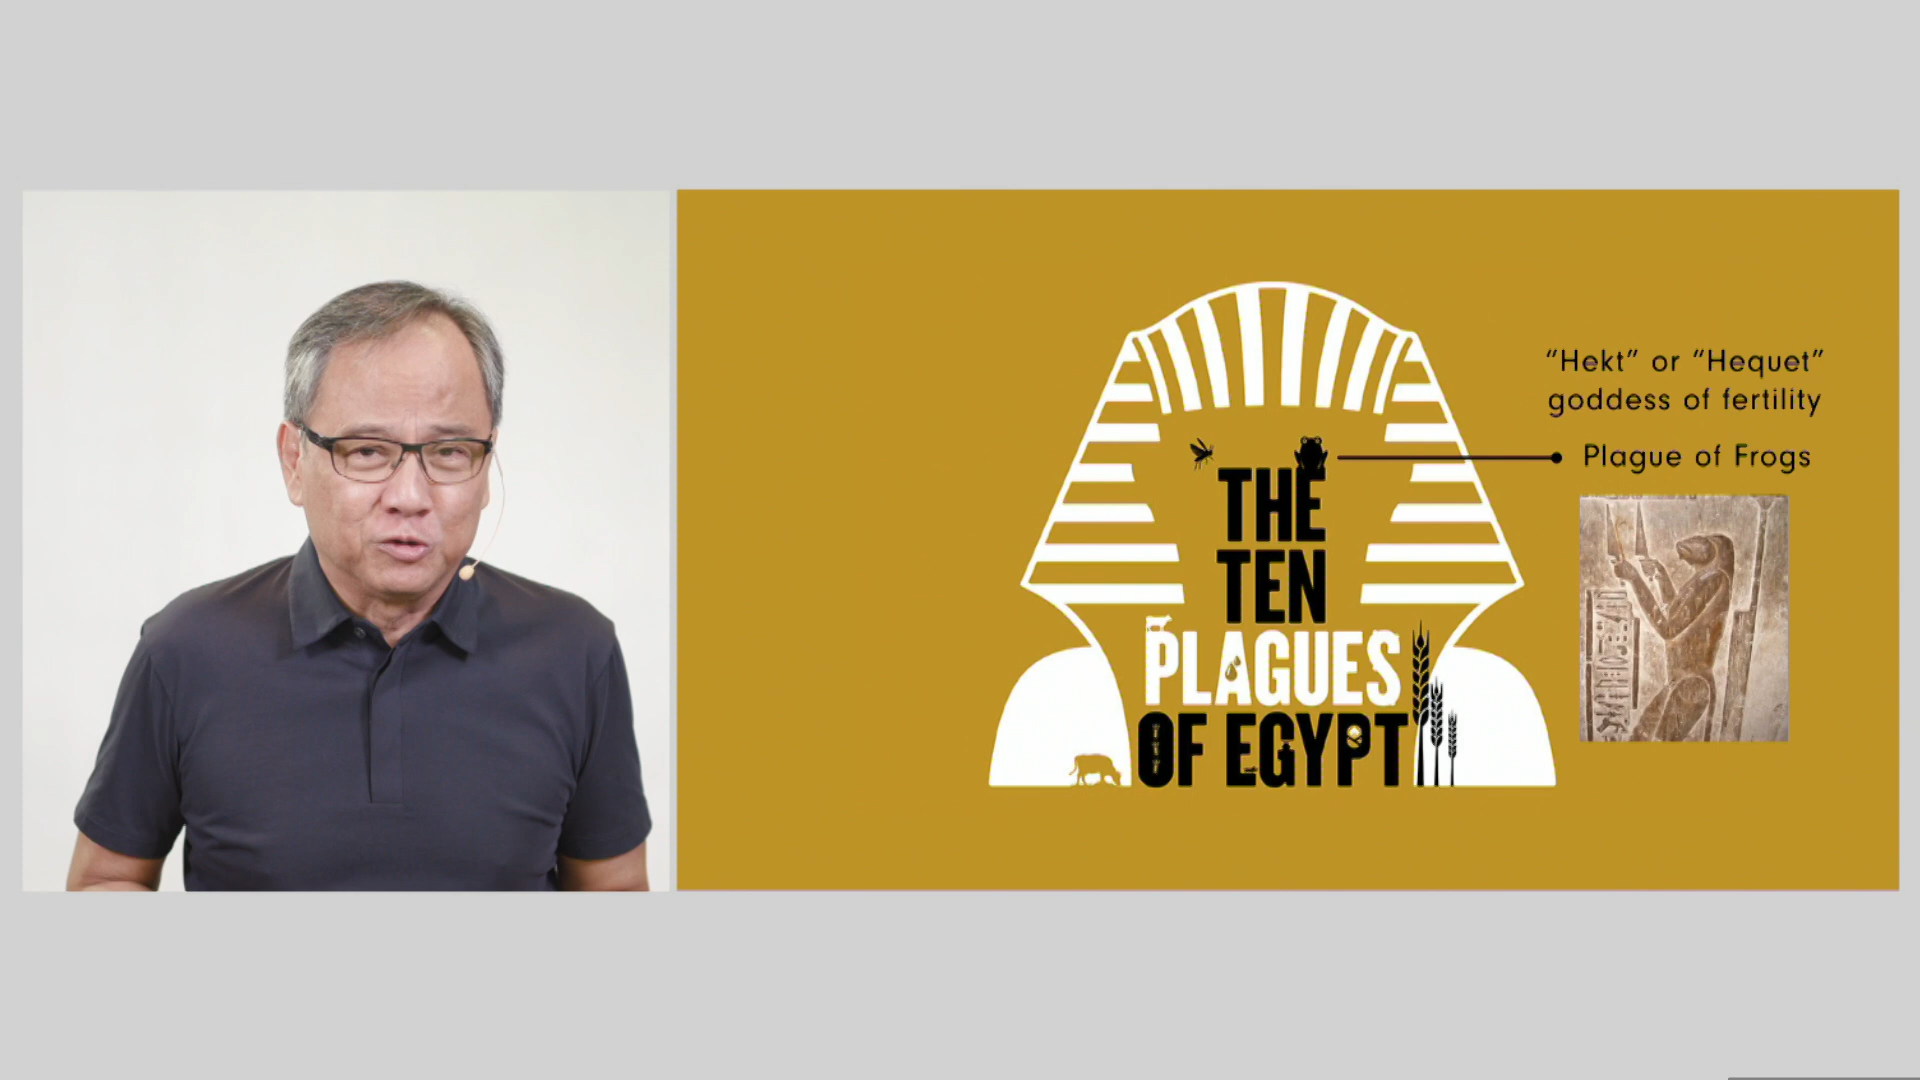 THE
TEN
PLAGUES
OF EGYPT
“Hekt” or “Hequet”
goddess of fertility
Plague of Frogs